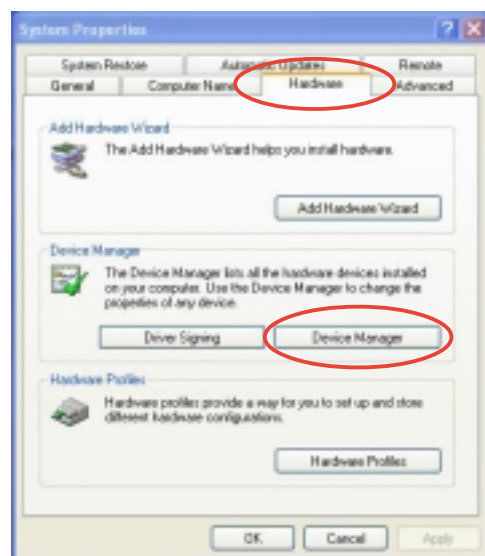 System Properties
System Restore Automatic Updates Remote
General Computer Name Hardware Advanced
Add Hardware Wizard
The Add Hardware Wizard helps you install hardware.
Add Hardware Wizard
Device Manager
The Device Manager lists all the hardware devices installed
on your computer. Use the Device Manager to change the
properties of any device.
Driver Signing Device Manager
Hardware Profiles
Hardware profiles provide a way for you to set up and store
different hardware configurations.
Hardware Profiles
OK Cancel Apply